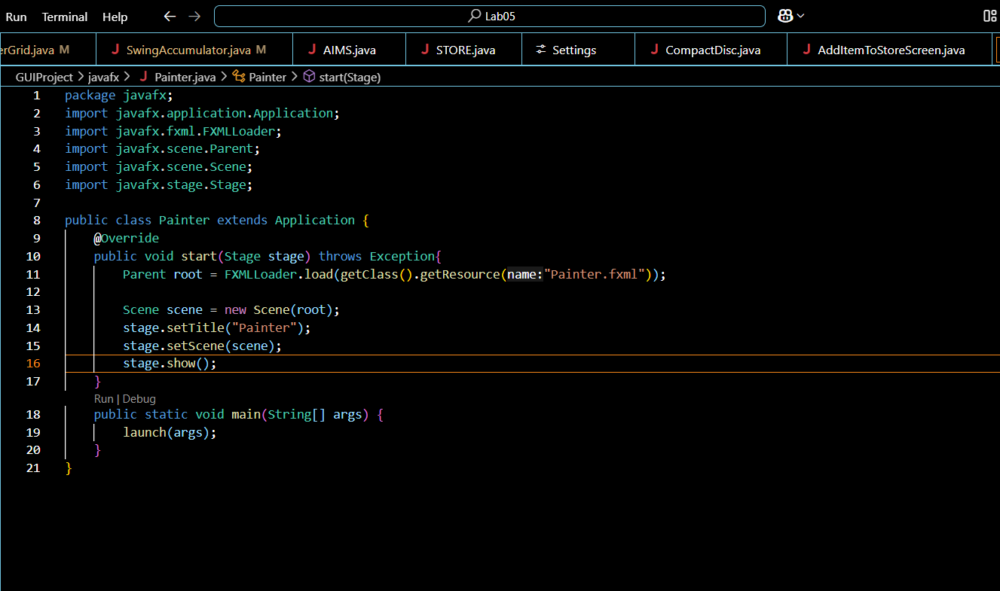 Run Terminal Help Lab05
erGrid.java M SwingAccumulator.java M J AIMS.java J STORE.java Settings J CompactDisc.java J AddItemToStoreScreen.java
GUIProject > javafx > J Painter.java > Painter > start(Stage)
1 package javafx;
2 import javafx.application.Application;
3 import javafx.fxml.FXMLLoader;
4 import javafx.scene.Parent;
5 import javafx.scene.Scene;
6 import javafx.stage.Stage;
7
8 public class Painter extends Application {
9 @Override
10 public void start(Stage stage) throws Exception{
11 Parent root = FXMLLoader.load(getClass().getResource(name:"Painter.fxml"));
12
13 Scene scene = new Scene(root);
14 stage.setTitle("Painter");
15 stage.setScene(scene);
16 stage.show();
17 }
Run | Debug
18 public static void main(String[] args) {
19 launch(args);
20 }
21 }